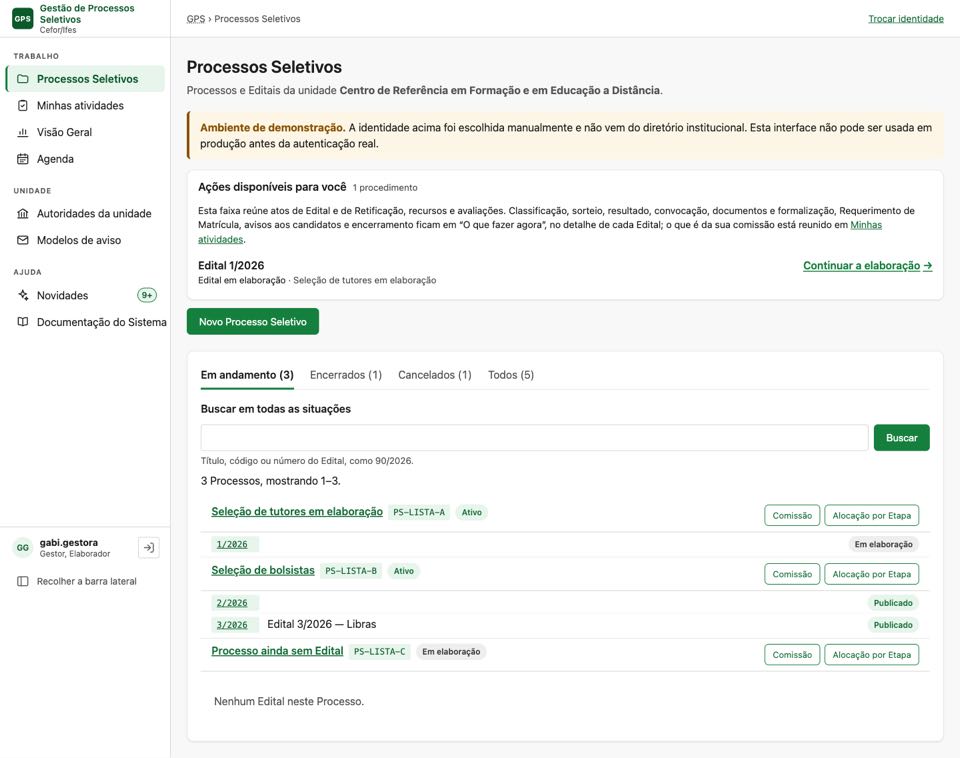 GPS
Gestão de Processos
Seletivos
Cefor/Ifes
GPS › Processos Seletivos
Trocar identidade
TRABALHO
Processos Seletivos
Minhas atividades
Visão Geral
Agenda
UNIDADE
Autoridades da unidade
Modelos de aviso
AJUDA
Novidades 9+
Documentação do Sistema
GG gabi.gestora
Gestor, Elaborador
Recolher a barra lateral
Processos Seletivos
Processos e Editais da unidade Centro de Referência em Formação e em Educação a Distância.
Ambiente de demonstração. A identidade acima foi escolhida manualmente e não vem do diretório institucional. Esta interface não pode ser usada em
produção antes da autenticação real.
Ações disponíveis para você 1 procedimento
Esta faixa reúne atos de Edital e de Retificação, recursos e avaliações. Classificação, sorteio, resultado, convocação, documentos e formalização, Requerimento de
Matrícula, avisos aos candidatos e encerramento ficam em “O que fazer agora”, no detalhe de cada Edital; o que é da sua comissão está reunido em Minhas
atividades.
Edital 1/2026
Edital em elaboração · Seleção de tutores em elaboração
Continuar a elaboração →
Novo Processo Seletivo
Em andamento (3) Encerrados (1) Cancelados (1) Todos (5)
Buscar em todas as situações
Buscar
Título, código ou número do Edital, como 90/2026.
3 Processos, mostrando 1–3.
Seleção de tutores em elaboração PS-LISTA-A Ativo Comissão Alocação por Etapa
1/2026 Em elaboração
Seleção de bolsistas PS-LISTA-B Ativo Comissão Alocação por Etapa
2/2026 Publicado
3/2026 Edital 3/2026 — Libras Publicado
Processo ainda sem Edital PS-LISTA-C Em elaboração Comissão Alocação por Etapa
Nenhum Edital neste Processo.